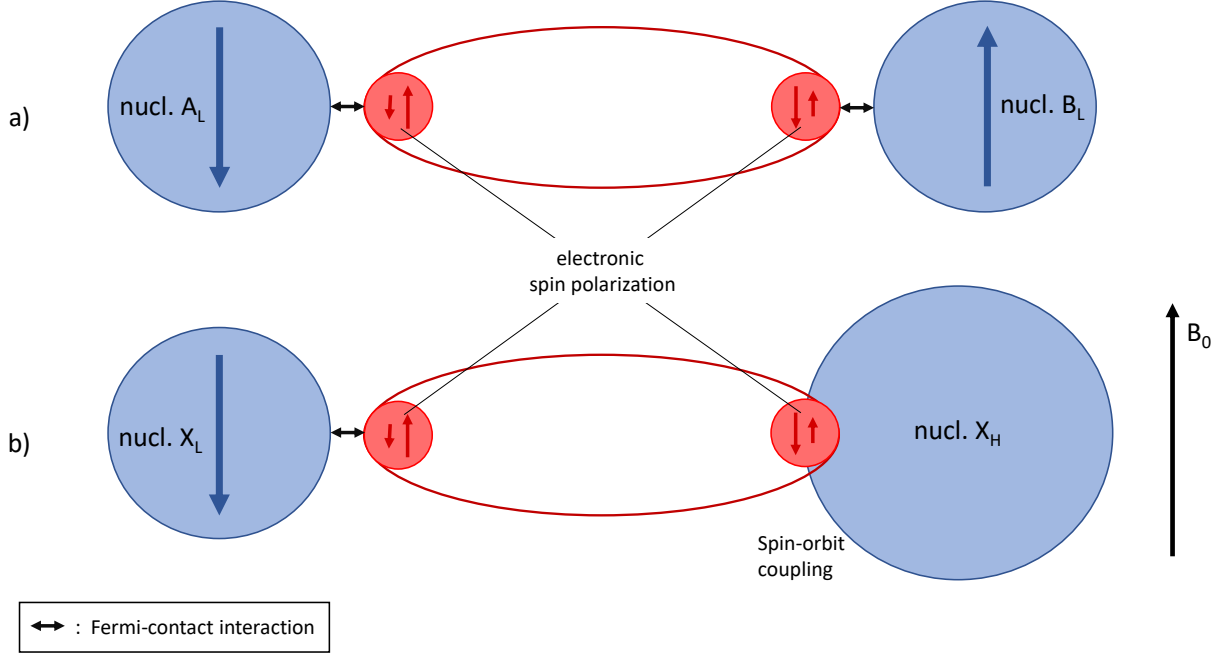 a)
nucl. A_L
nucl. B_L
electronic
spin polarization
b)
nucl. X_L
nucl. X_H
B_0
Spin-orbit
coupling
: Fermi-contact interaction